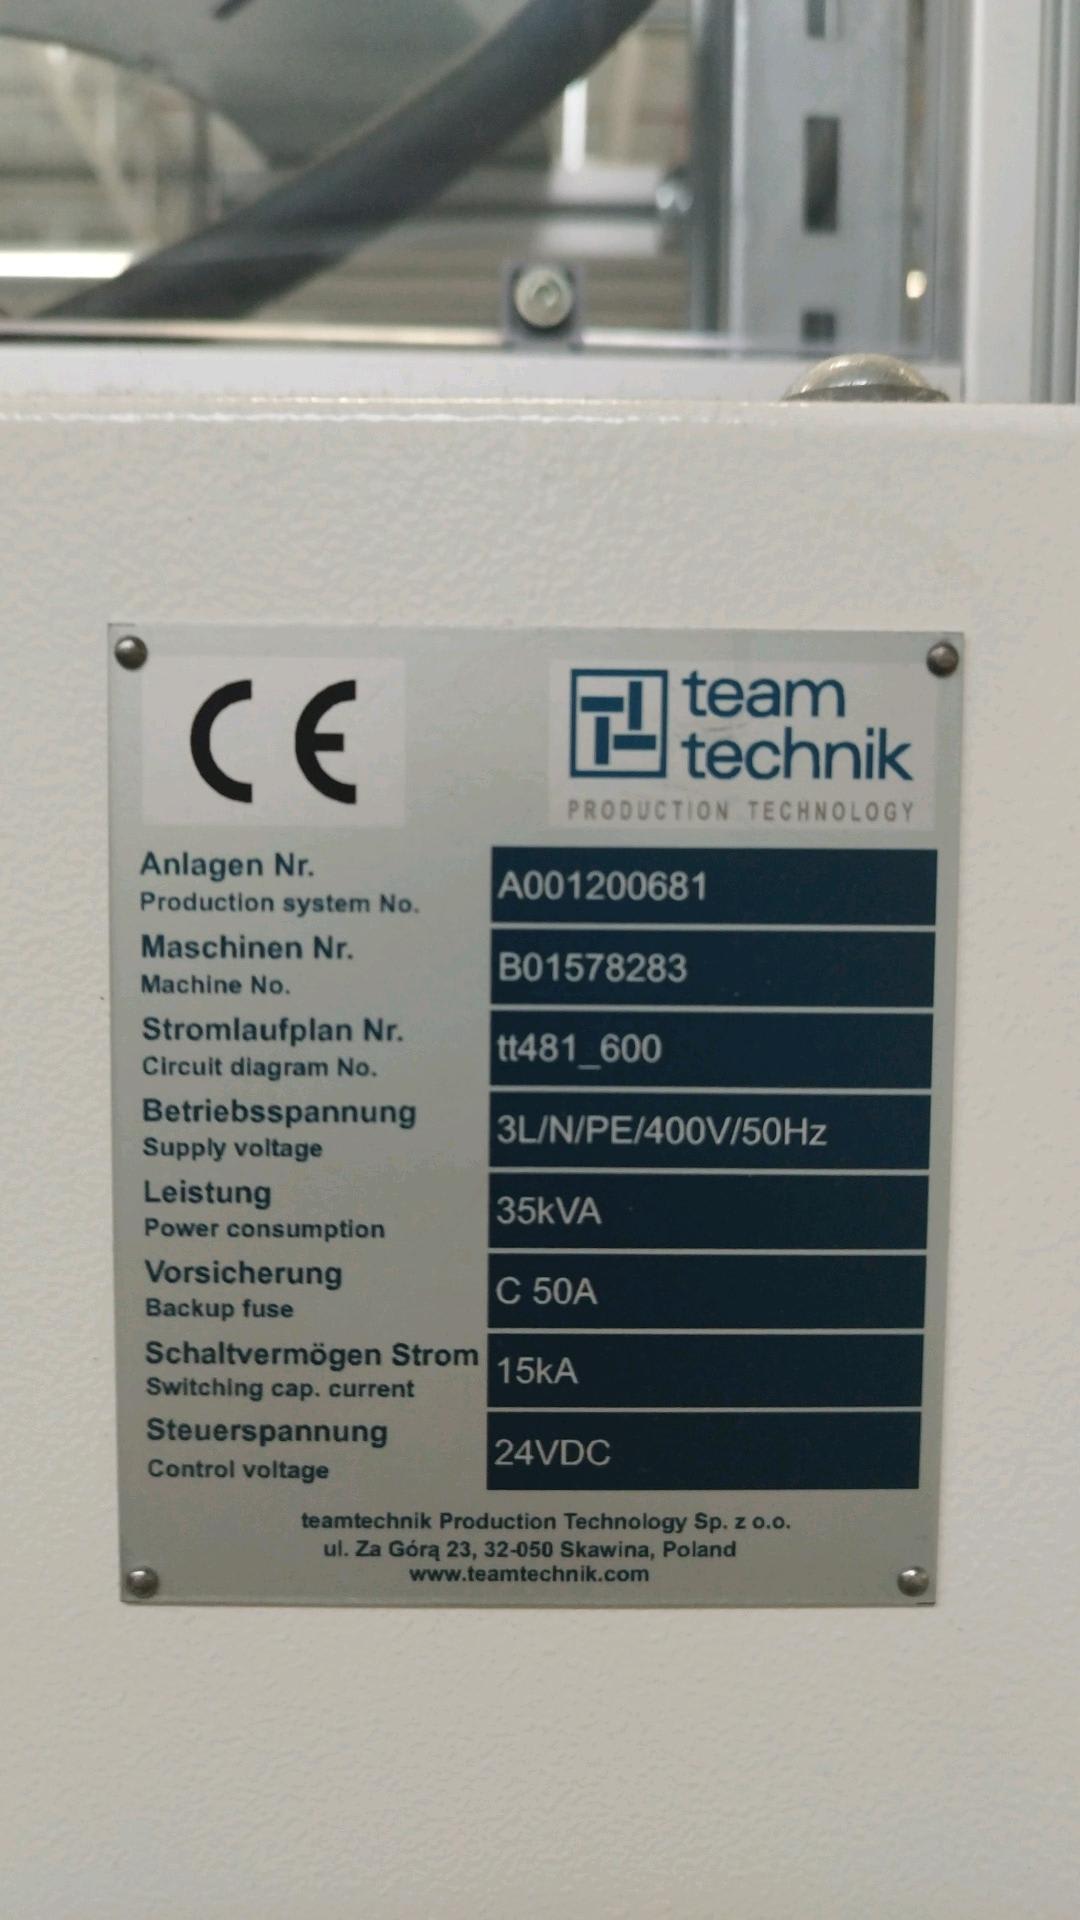 CE
team
technik
PRODUCTION TECHNOLOGY
Anlagen Nr.
Production system No.
A001200681
Maschinen Nr.
Machine No.
B01578283
Stromlaufplan Nr.
Circuit diagram No.
tt481_600
Betriebsspannung
Supply voltage
3L/N/PE/400V/50Hz
Leistung
Power consumption
35kVA
Vorsicherung
Backup fuse
C 50A
Schaltvermögen Strom
Switching cap. current
15kA
Steuerspannung
Control voltage
24VDC
teamtechnik Production Technology Sp. z o.o.
ul. Za Górą 23, 32-050 Skawina, Poland
www.teamtechnik.com